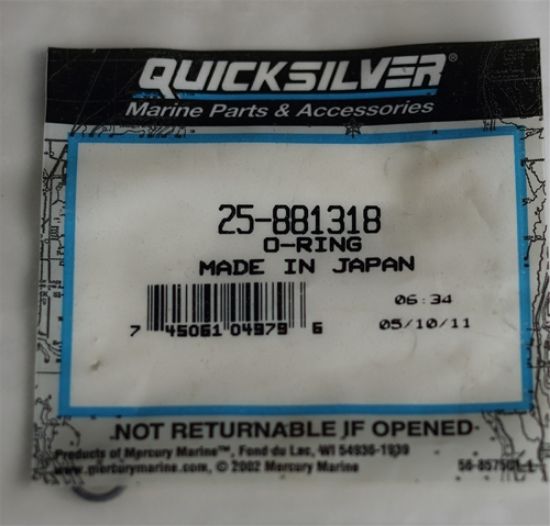 QUICKSILVER®
Marine Parts & Accessories
25-881318
O-RING
MADE IN JAPAN
06:34
7 45061 04979 6
05/10/11
NOT RETURNABLE IF OPENED
Products of Mercury Marine™, Fond du Lac, WI 54936-1939
www.mercurymarine.com © 2002 Mercury Marine